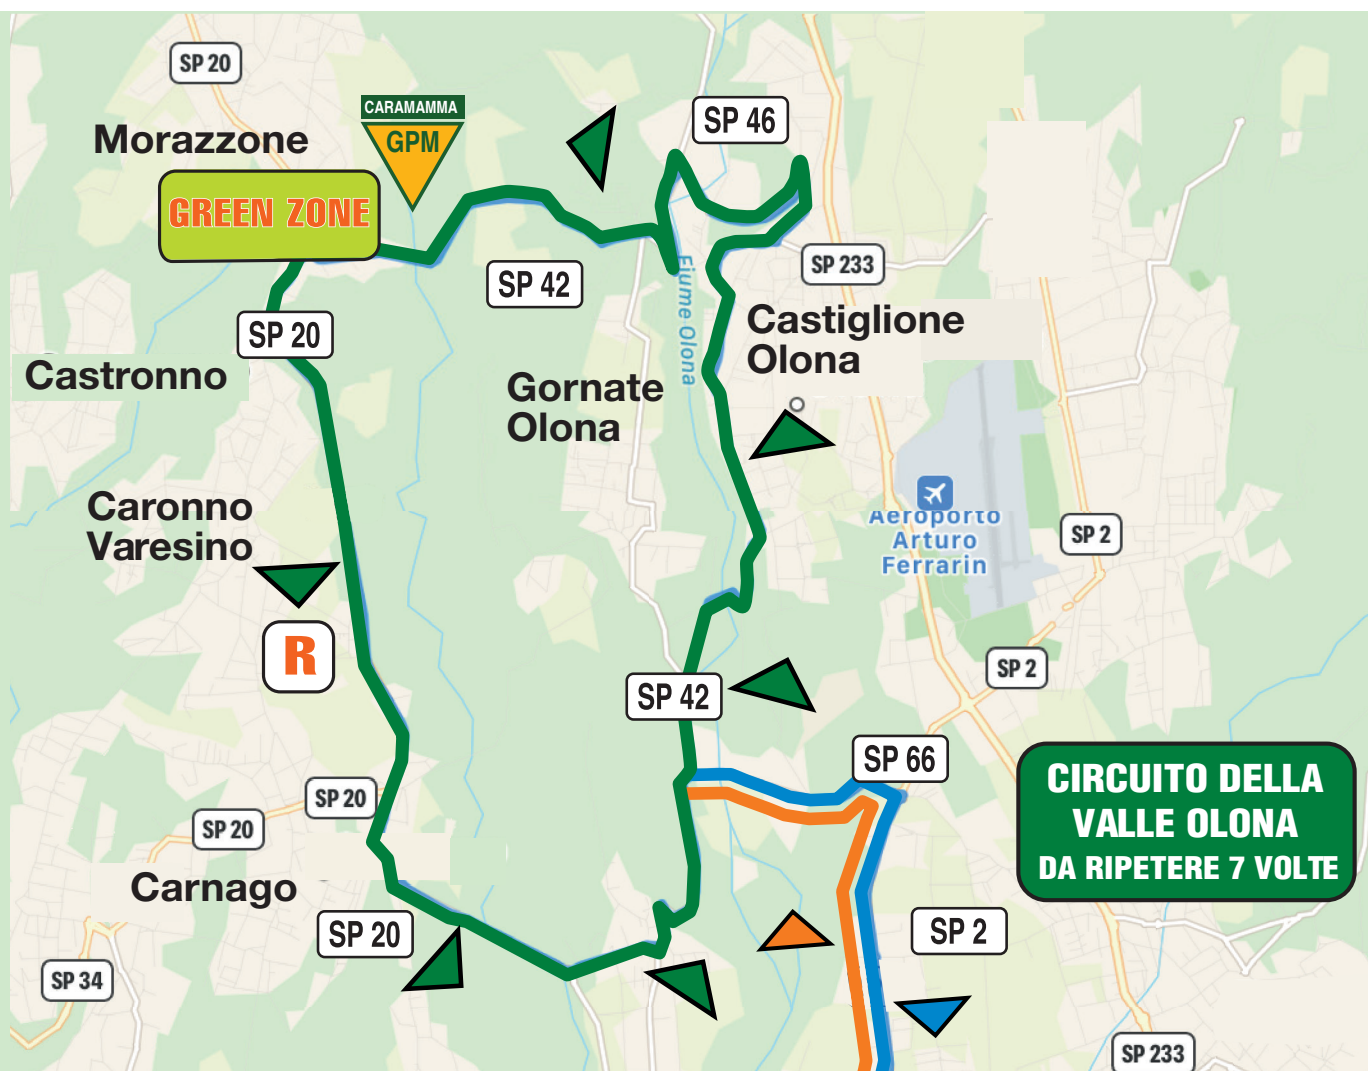 SP 20
CARAMAMMA
GPM
SP 46
Morazzone
GREEN ZONE
SP 42
SP 233
Fiume Olona
SP 20
Castiglione
Olona
Castronno
Gornate
Olona
Caronno
Varesino
Aeroporto
Arturo
Ferrarin
SP 2
R
SP 2
SP 42
SP 66
CIRCUITO DELLA
VALLE OLONA
DA RIPETERE 7 VOLTE
SP 20
SP 20
Carnago
SP 20
SP 2
SP 34
SP 233